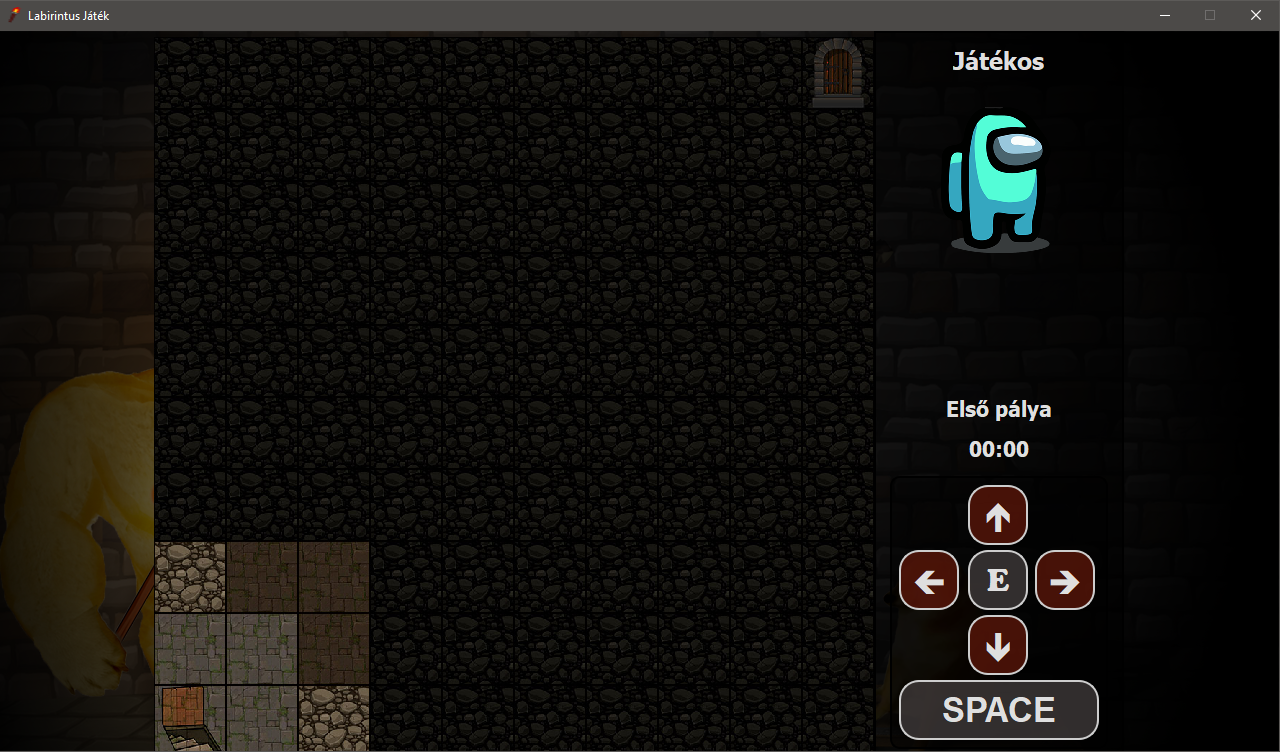 Labirintus Játék
Játékos
Első pálya
00:00
E
SPACE